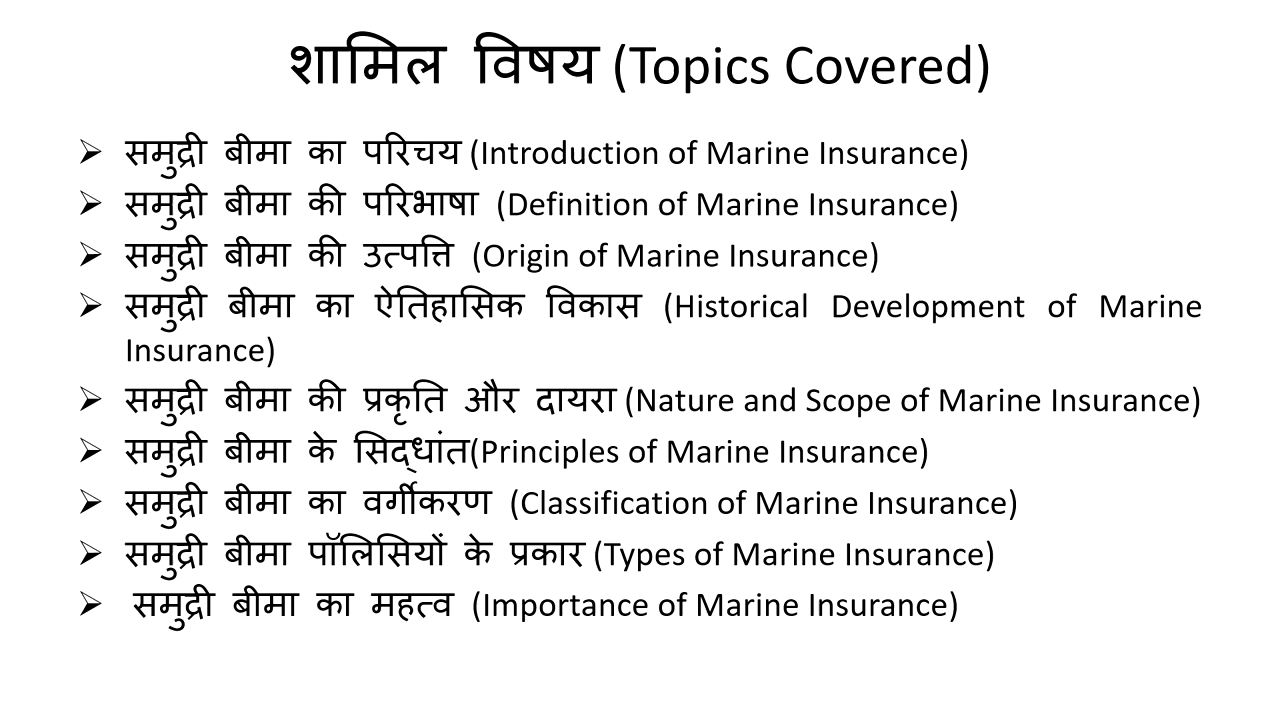 शामिल विषय (Topics Covered)
➢ समुद्री बीमा का परिचय (Introduction of Marine Insurance)
➢ समुद्री बीमा की परिभाषा (Definition of Marine Insurance)
➢ समुद्री बीमा की उत्पत्ति (Origin of Marine Insurance)
➢ समुद्री बीमा का ऐतिहासिक विकास (Historical Development of Marine
Insurance)
➢ समुद्री बीमा की प्रकृति और दायरा (Nature and Scope of Marine Insurance)
➢ समुद्री बीमा के सिद्धांत(Principles of Marine Insurance)
➢ समुद्री बीमा का वर्गीकरण (Classification of Marine Insurance)
➢ समुद्री बीमा पॉलिसियों के प्रकार (Types of Marine Insurance)
➢ समुद्री बीमा का महत्व (Importance of Marine Insurance)